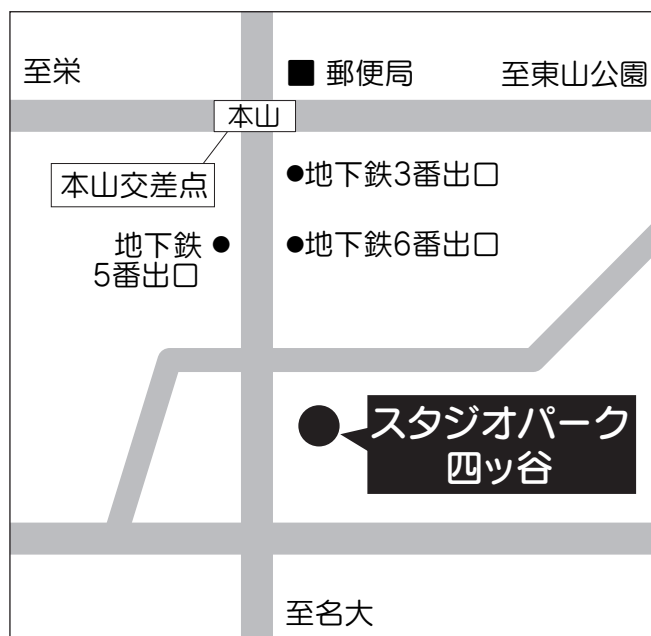 至栄
■ 郵便局
至東山公園
本山
本山交差点
●地下鉄3番出口
地下鉄 ●
5番出口
●地下鉄6番出口
スタジオパーク
四ッ谷
至名大